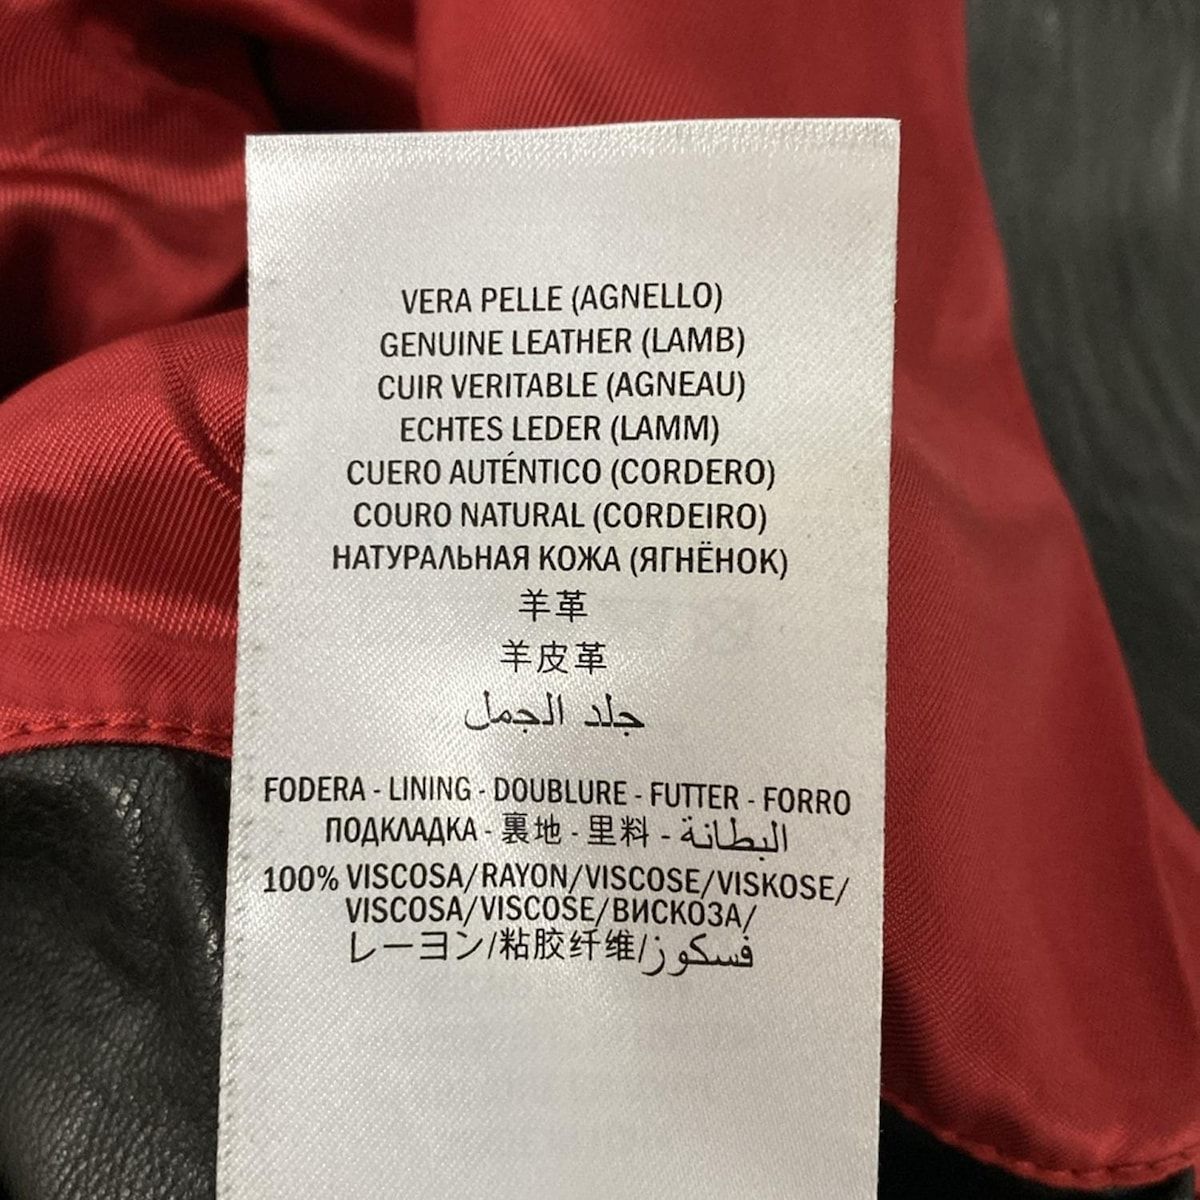 VERA PELLE (AGNELLO)
GENUINE LEATHER (LAMB)
CUIR VERITABLE (AGNEAU)
ECHTES LEDER (LAMM)
CUERO AUTÉNTICO (CORDERO)
COURO NATURAL (CORDEIRO)
НАТУРАЛЬНАЯ КОЖА (ЯГНЁНОК)
羊革
羊皮革
جلد الجمل
FODERA - LINING - DOUBLURE - FUTTER - FORRO
ПОДКЛАДКА - 裏地 - 里料 - البطانة
100% VISCOSA/RAYON/VISCOSE/VISKOSE/
VISCOSA/VISCOSE/ВИСКОЗА/
レーヨン/粘胶纤维/فسكوز